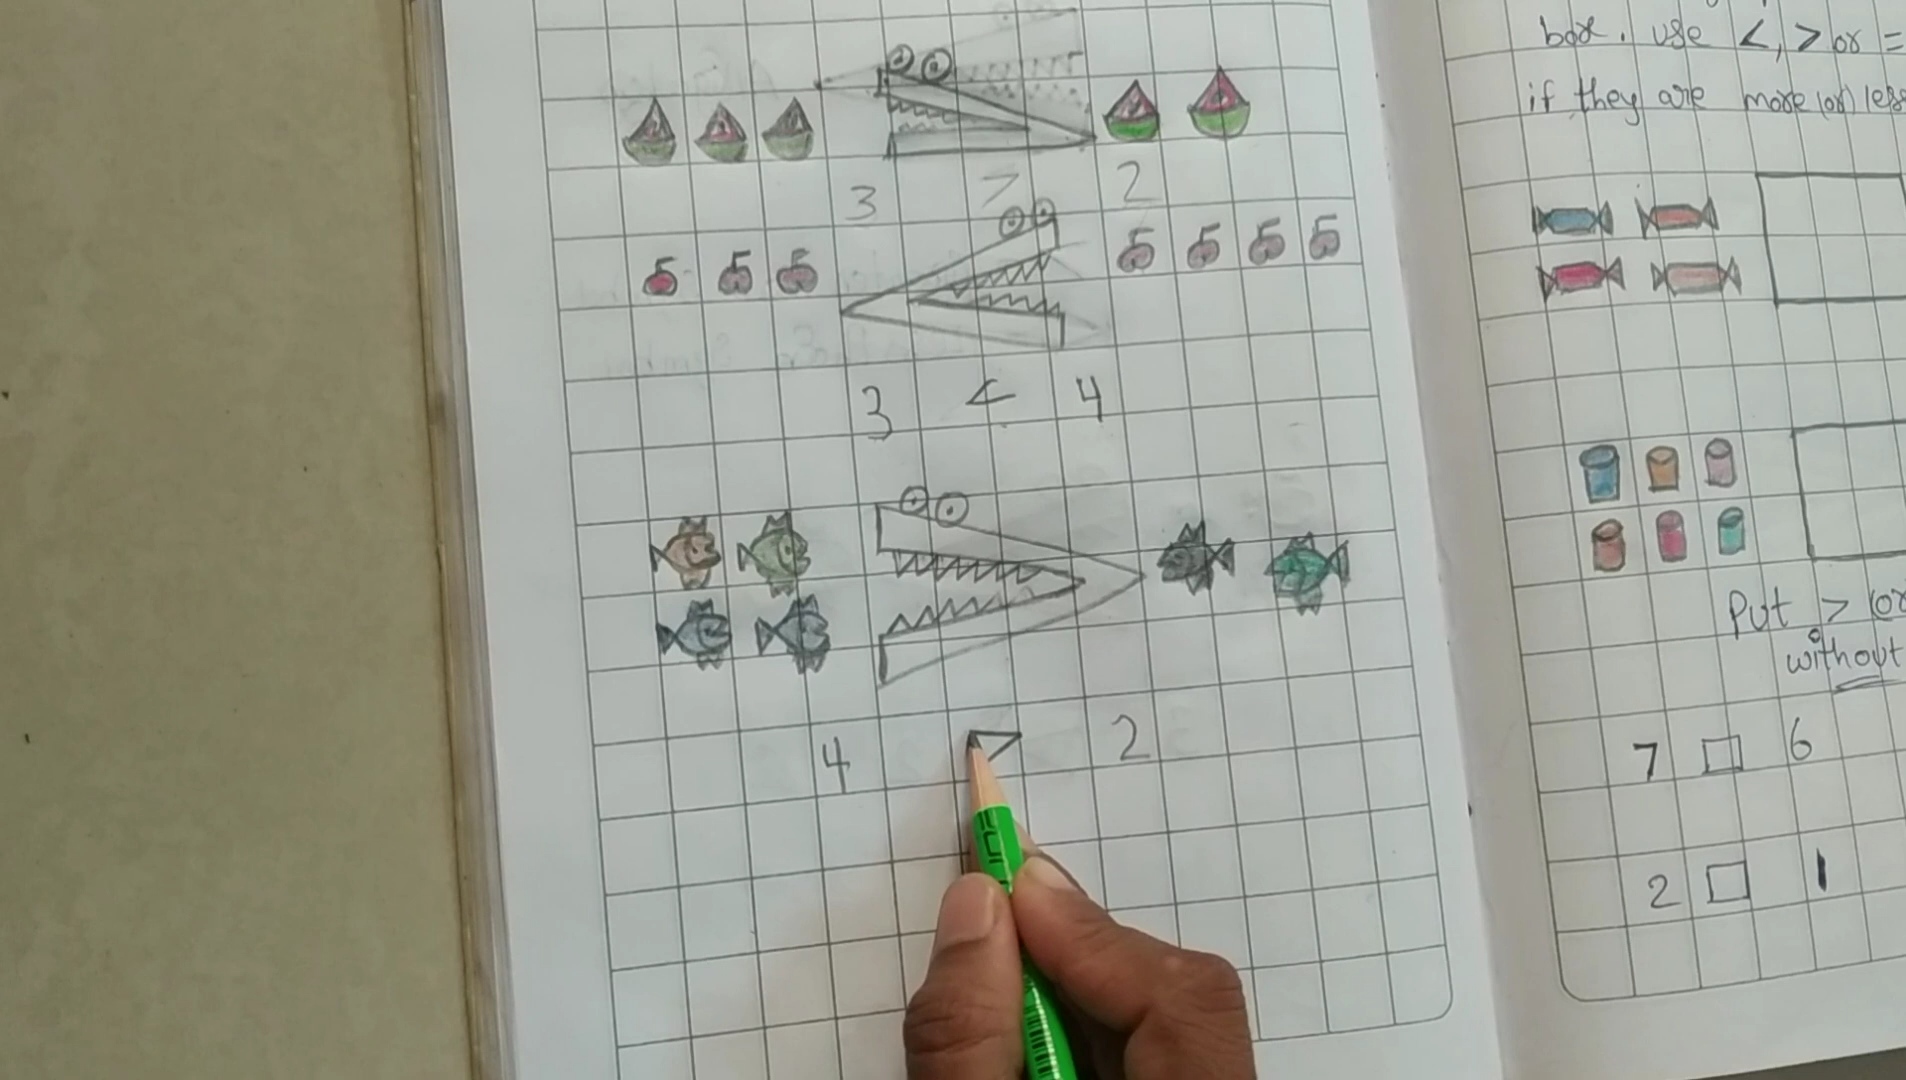 3 > 2
3 < 4
4 > 2
box. use <, > or =
if they are more (or) less
Put > (or
without
7 □ 6
2 □ 1